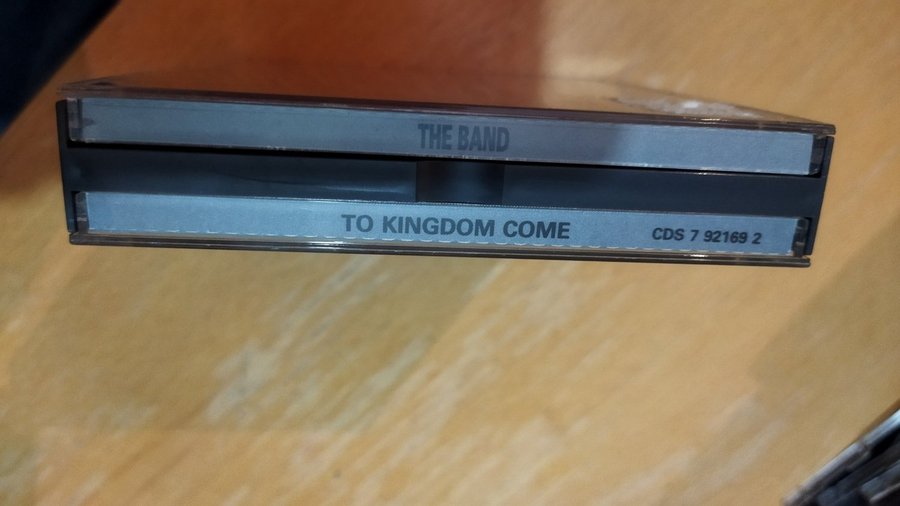 THE BAND
TO KINGDOM COME CDS 7 92169 2